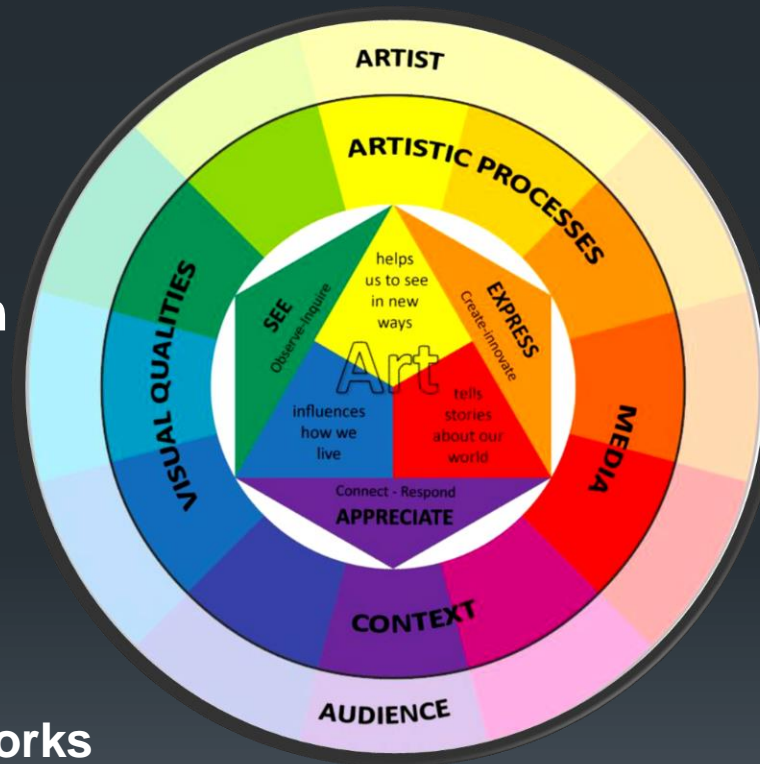 ARTIST
ARTISTIC PROCESSES
helps
us to see
in new
ways
SEE
Observe-Inquire
EXPRESS
Create-innovate
Art
influences
how we
live
tells
stories
about our
world
VISUAL QUALITIES
MEDIA
Connect - Respond
APPRECIATE
CONTEXT
AUDIENCE